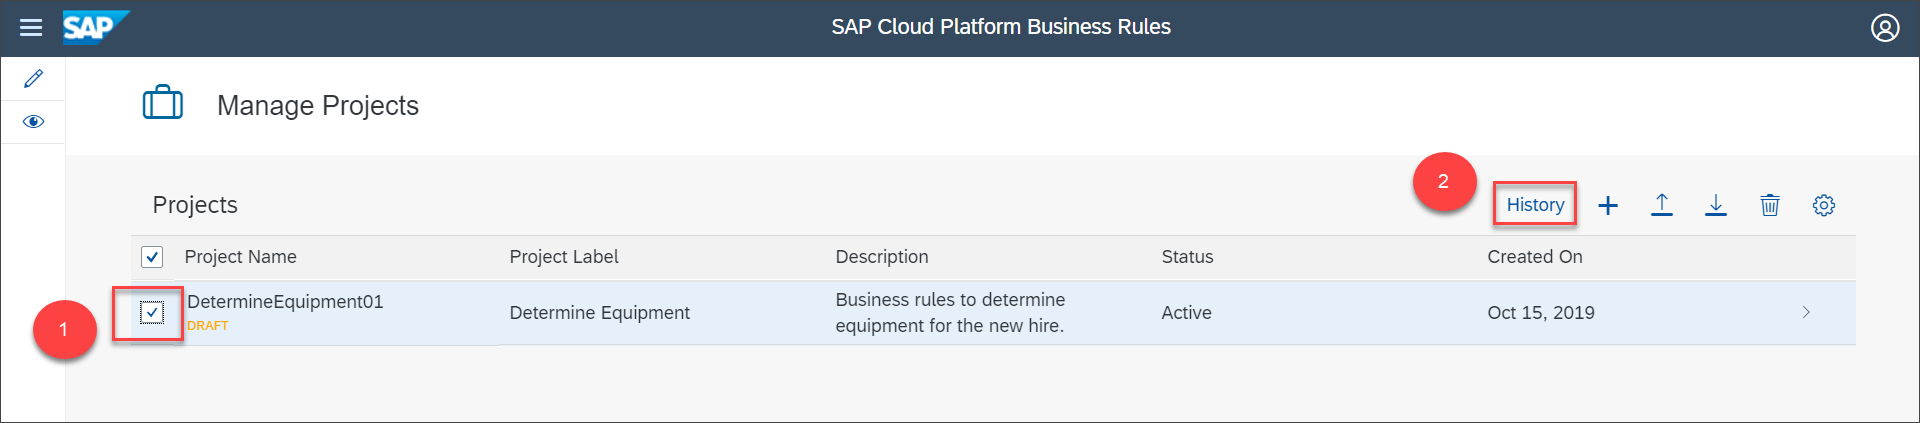 SAP
SAP Cloud Platform Business Rules
Manage Projects
2
Projects
History
Project Name
Project Label
Description
Status
Created On
1
DetermineEquipment01
DRAFT
Determine Equipment
Business rules to determine
equipment for the new hire.
Active
Oct 15, 2019